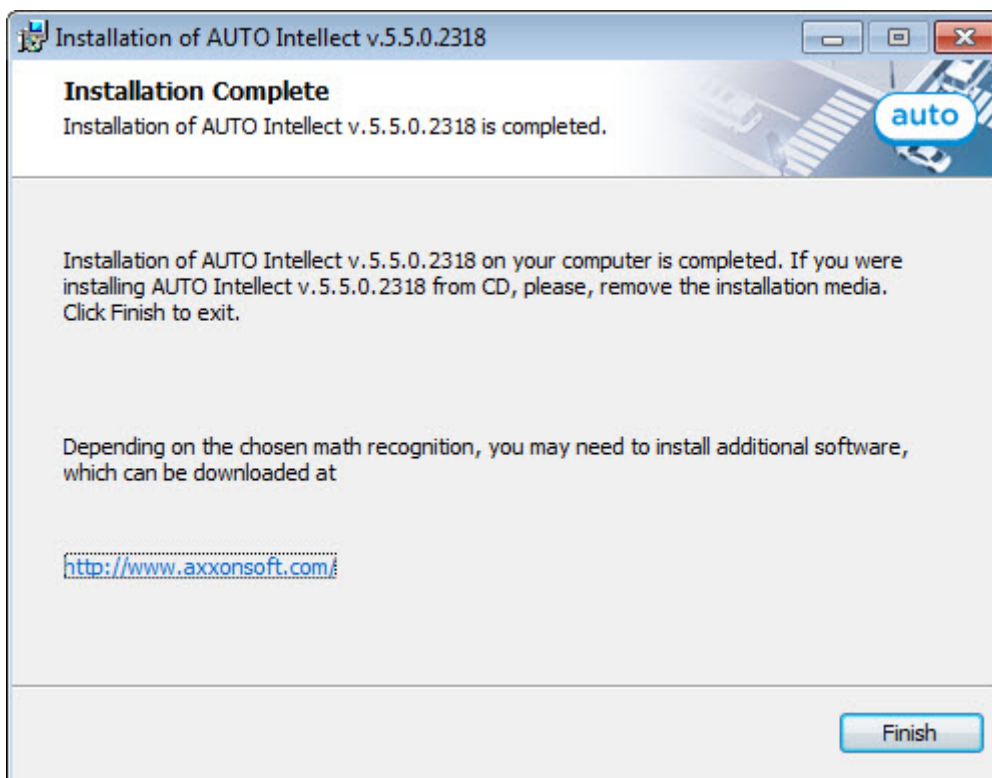 Installation of AUTO Intellect v.5.5.0.2318
Installation Complete
Installation of AUTO Intellect v.5.5.0.2318 is completed.
auto
Installation of AUTO Intellect v.5.5.0.2318 on your computer is completed. If you were
installing AUTO Intellect v.5.5.0.2318 from CD, please, remove the installation media.
Click Finish to exit.
Depending on the chosen math recognition, you may need to install additional software,
which can be downloaded at
http://www.axxonsoft.com/
Finish